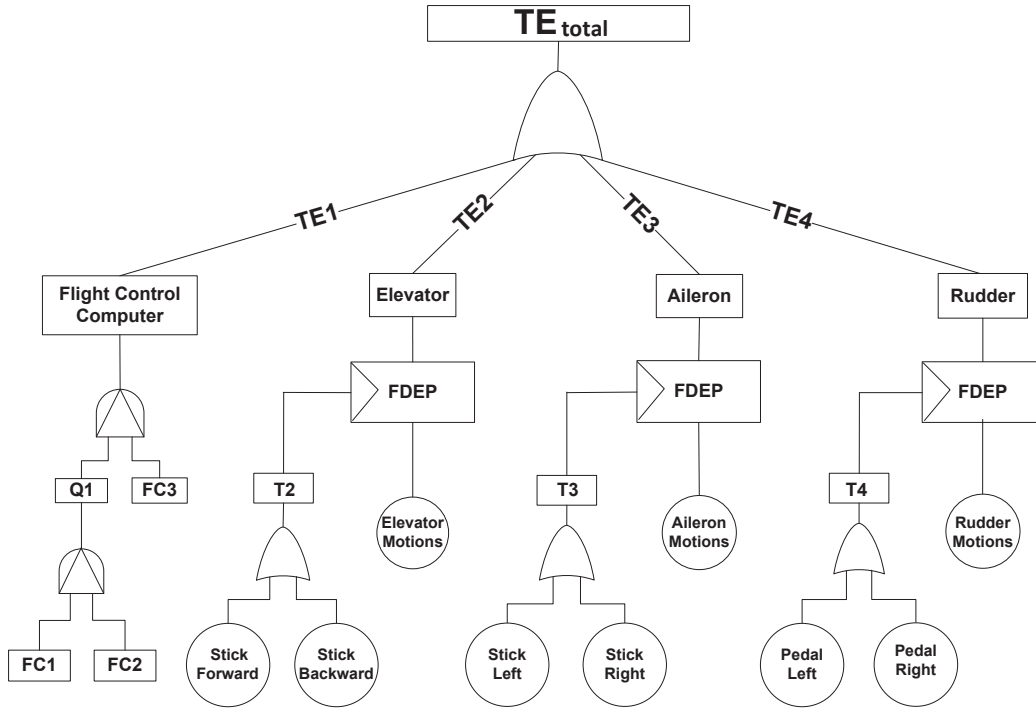 TE total
TE1
TE2
TE3
TE4
Flight Control
Computer
Elevator
Aileron
Rudder
FDEP
FDEP
FDEP
Q1
FC3
T2
T3
T4
Elevator
Motions
Aileron
Motions
Rudder
Motions
FC1
FC2
Stick
Forward
Stick
Backward
Stick
Left
Stick
Right
Pedal
Left
Pedal
Right